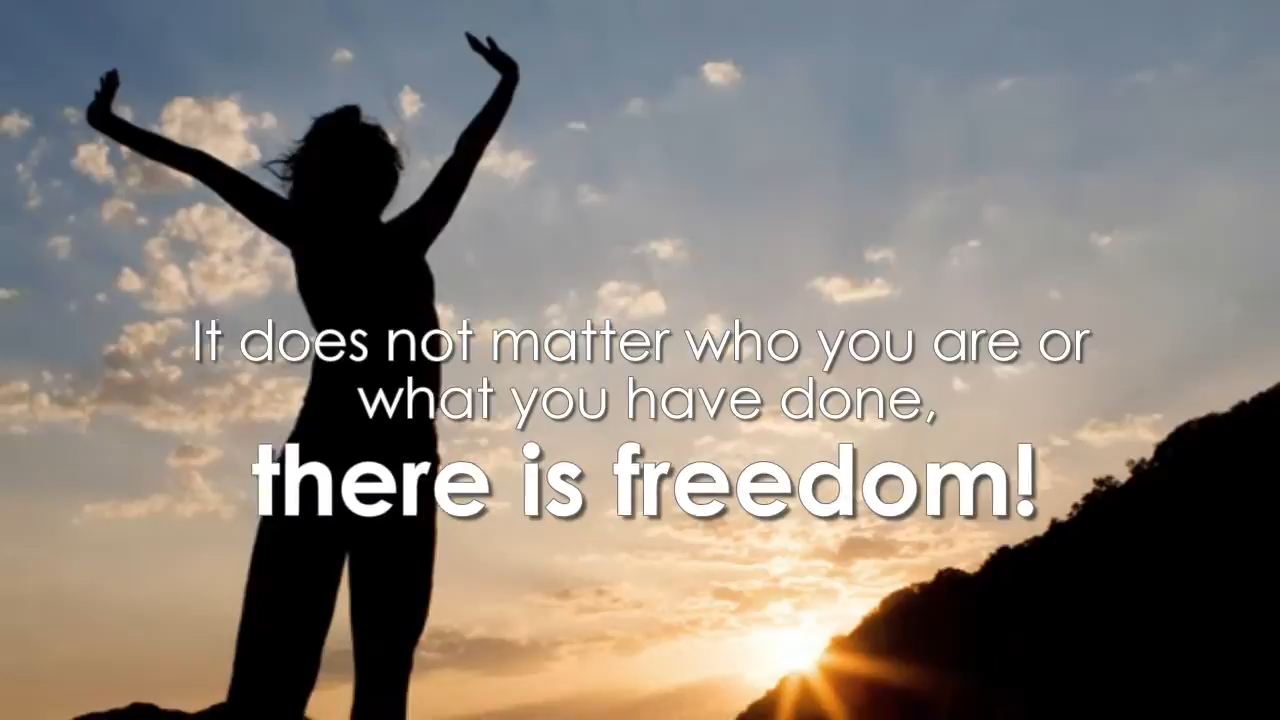 It does not matter who you are or
what you have done,
there is freedom!